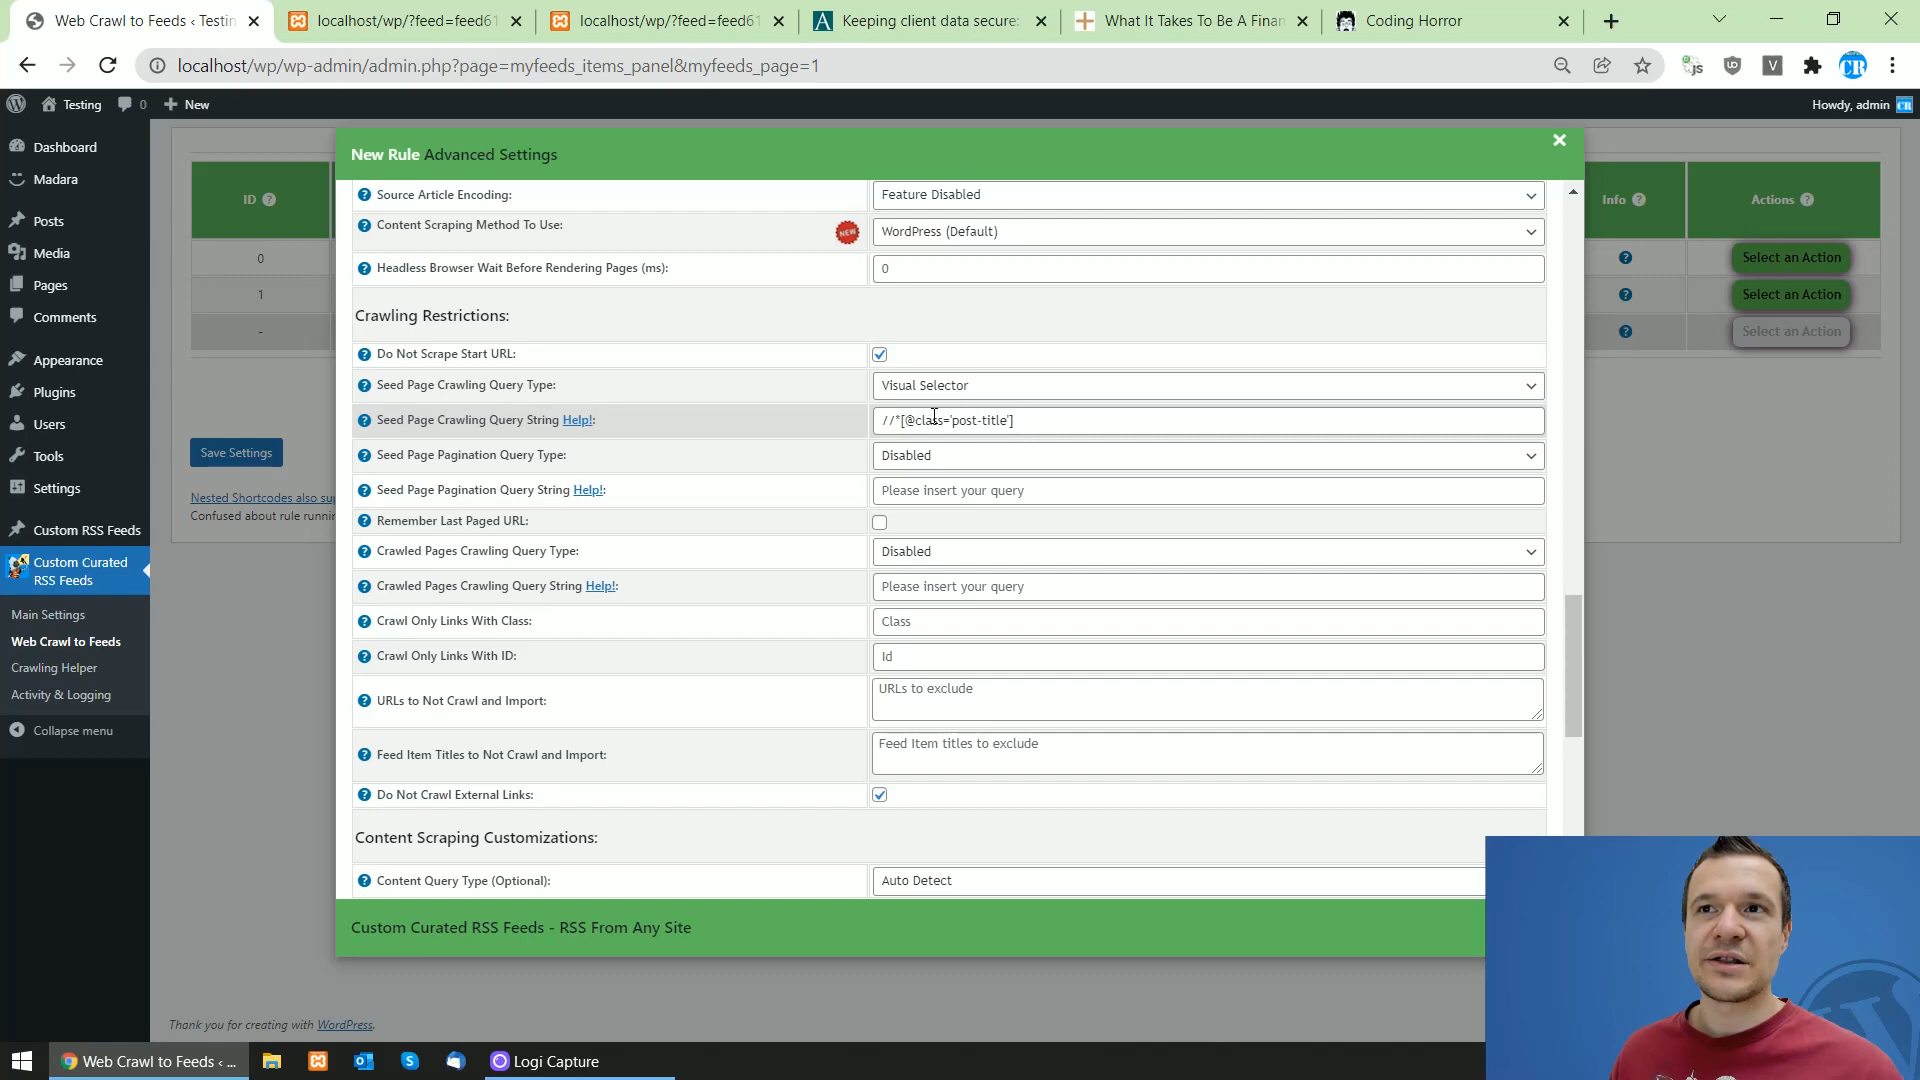 Web Crawl to Feeds ‹ Testin
localhost/wp/?feed=feed61
localhost/wp/?feed=feed61
Keeping client data secure:
What It Takes To Be A Finan
Coding Horror
localhost/wp/wp-admin/admin.php?page=myfeeds_items_panel&myfeeds_page=1
Testing
0
New
Howdy, admin
Dashboard
Madara
Posts
Media
Pages
Comments
Appearance
Plugins
Users
Tools
Settings
Custom RSS Feeds
Custom Curated
RSS Feeds
Main Settings
Web Crawl to Feeds
Crawling Helper
Activity & Logging
Collapse menu
ID
0
1
-
Save Settings
Nested Shortcodes also su
Confused about rule runnin
Info
Actions
Select an Action
Select an Action
Select an Action
New Rule Advanced Settings
Source Article Encoding:
Feature Disabled
Content Scraping Method To Use:
NEW
WordPress (Default)
Headless Browser Wait Before Rendering Pages (ms):
0
Crawling Restrictions:
Do Not Scrape Start URL:
Seed Page Crawling Query Type:
Visual Selector
Seed Page Crawling Query String Help!:
//*[@class='post-title']
Seed Page Pagination Query Type:
Disabled
Seed Page Pagination Query String Help!:
Please insert your query
Remember Last Paged URL:
Crawled Pages Crawling Query Type:
Disabled
Crawled Pages Crawling Query String Help!:
Please insert your query
Crawl Only Links With Class:
Class
Crawl Only Links With ID:
Id
URLs to Not Crawl and Import:
URLs to exclude
Feed Item Titles to Not Crawl and Import:
Feed Item titles to exclude
Do Not Crawl External Links:
Content Scraping Customizations:
Content Query Type (Optional):
Auto Detect
Custom Curated RSS Feeds - RSS From Any Site
Thank you for creating with WordPress.
Web Crawl to Feeds ‹ ...
Logi Capture